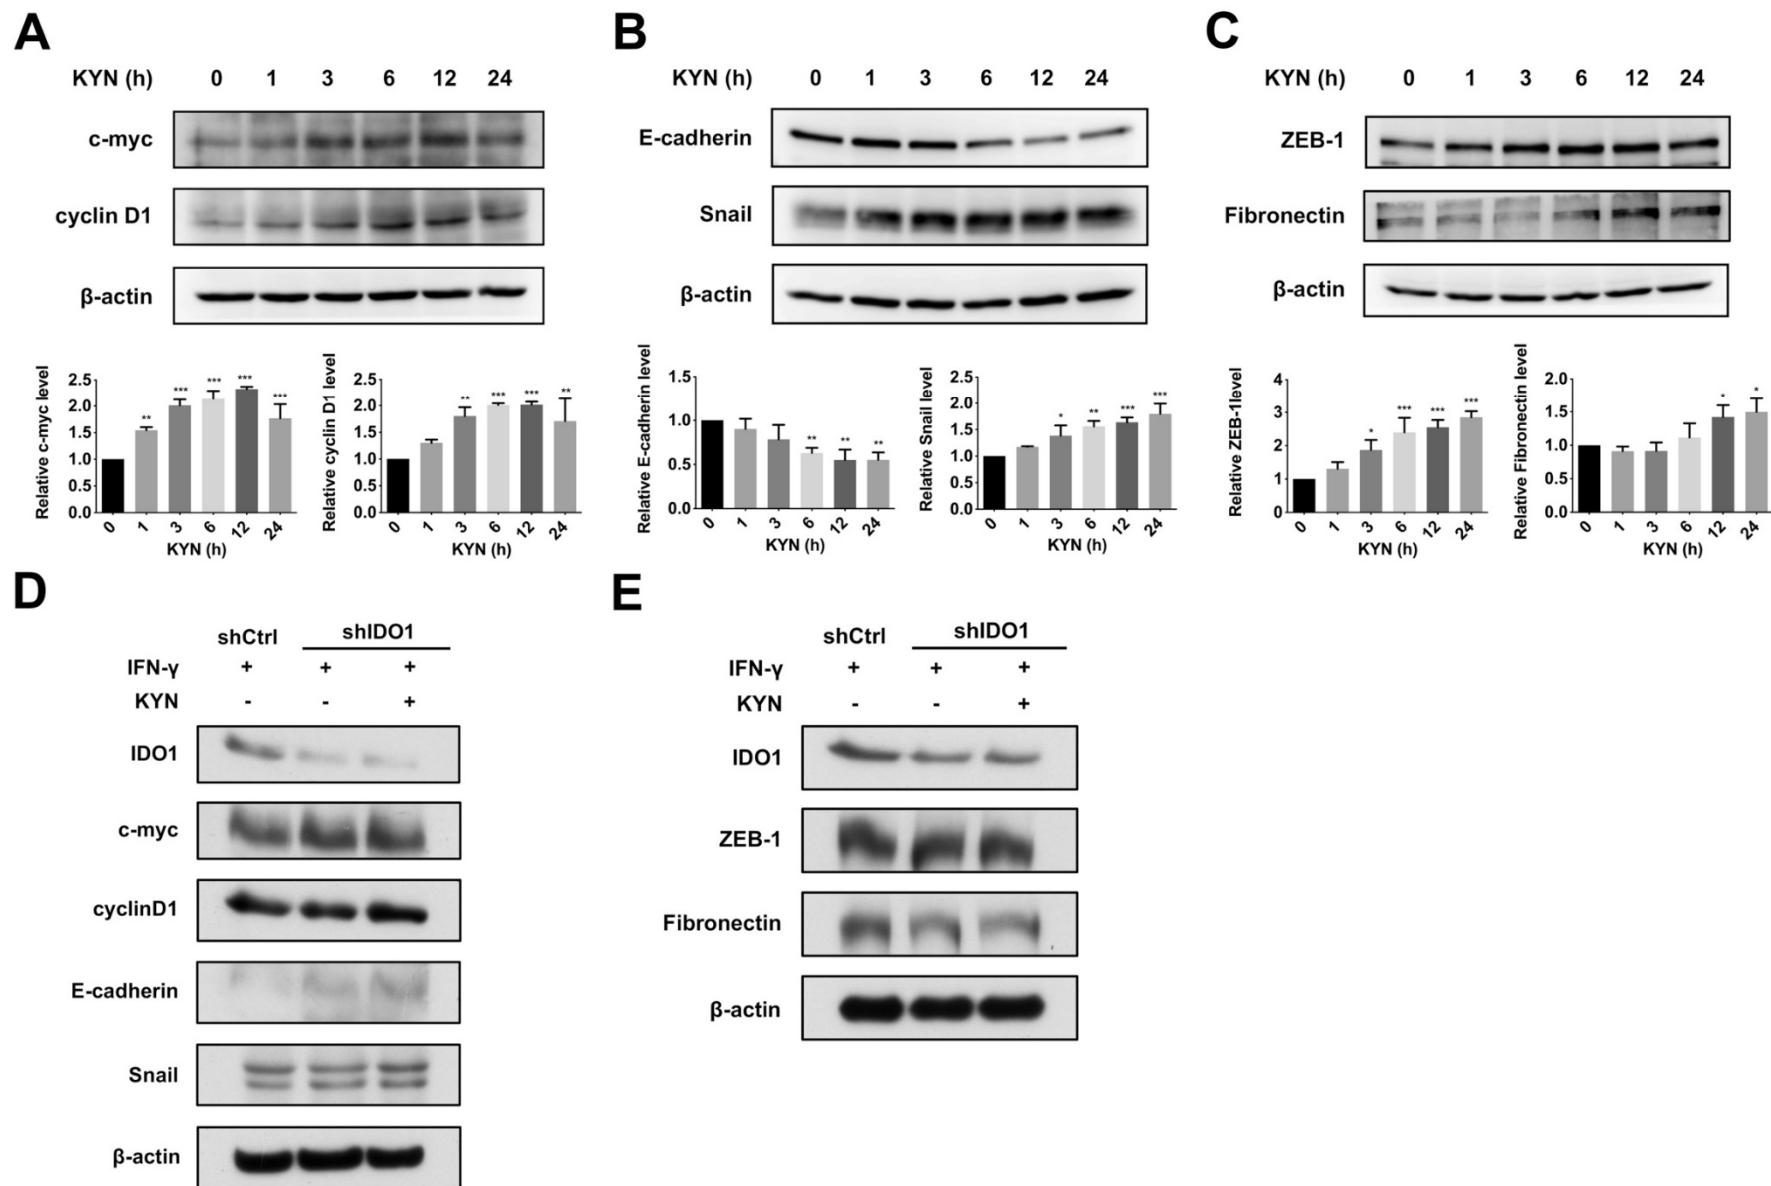 A
KYN (h) 0 1 3 6 12 24
c-myc
cyclin D1
β-actin
Relative c-myc level
2.5
2.0
1.5
1.0
0.5
0.0
** *** *** *** ***
0 1 3 6 12 24
KYN (h)
Relative cyclin D1 level
2.5
2.0
1.5
1.0
0.5
0.0
** *** *** **
0 1 3 6 12 24
KYN (h)
B
KYN (h) 0 1 3 6 12 24
E-cadherin
Snail
β-actin
Relative E-cadherin level
1.5
1.0
0.5
0.0
** ** **
0 1 3 6 12 24
KYN (h)
Relative Snail level
2.5
2.0
1.5
1.0
0.5
0.0
* ** *** ***
0 1 3 6 12 24
KYN (h)
C
KYN (h) 0 1 3 6 12 24
ZEB-1
Fibronectin
β-actin
Relative ZEB-1level
4
3
2
1
0
* *** *** ***
0 1 3 6 12 24
KYN (h)
Relative Fibronectin level
2.0
1.5
1.0
0.5
0.0
* *
0 1 3 6 12 24
KYN (h)
D
shCtrl shIDO1
IFN-γ + + +
KYN - - +
IDO1
c-myc
cyclinD1
E-cadherin
Snail
β-actin
E
shCtrl shIDO1
IFN-γ + + +
KYN - - +
IDO1
ZEB-1
Fibronectin
β-actin